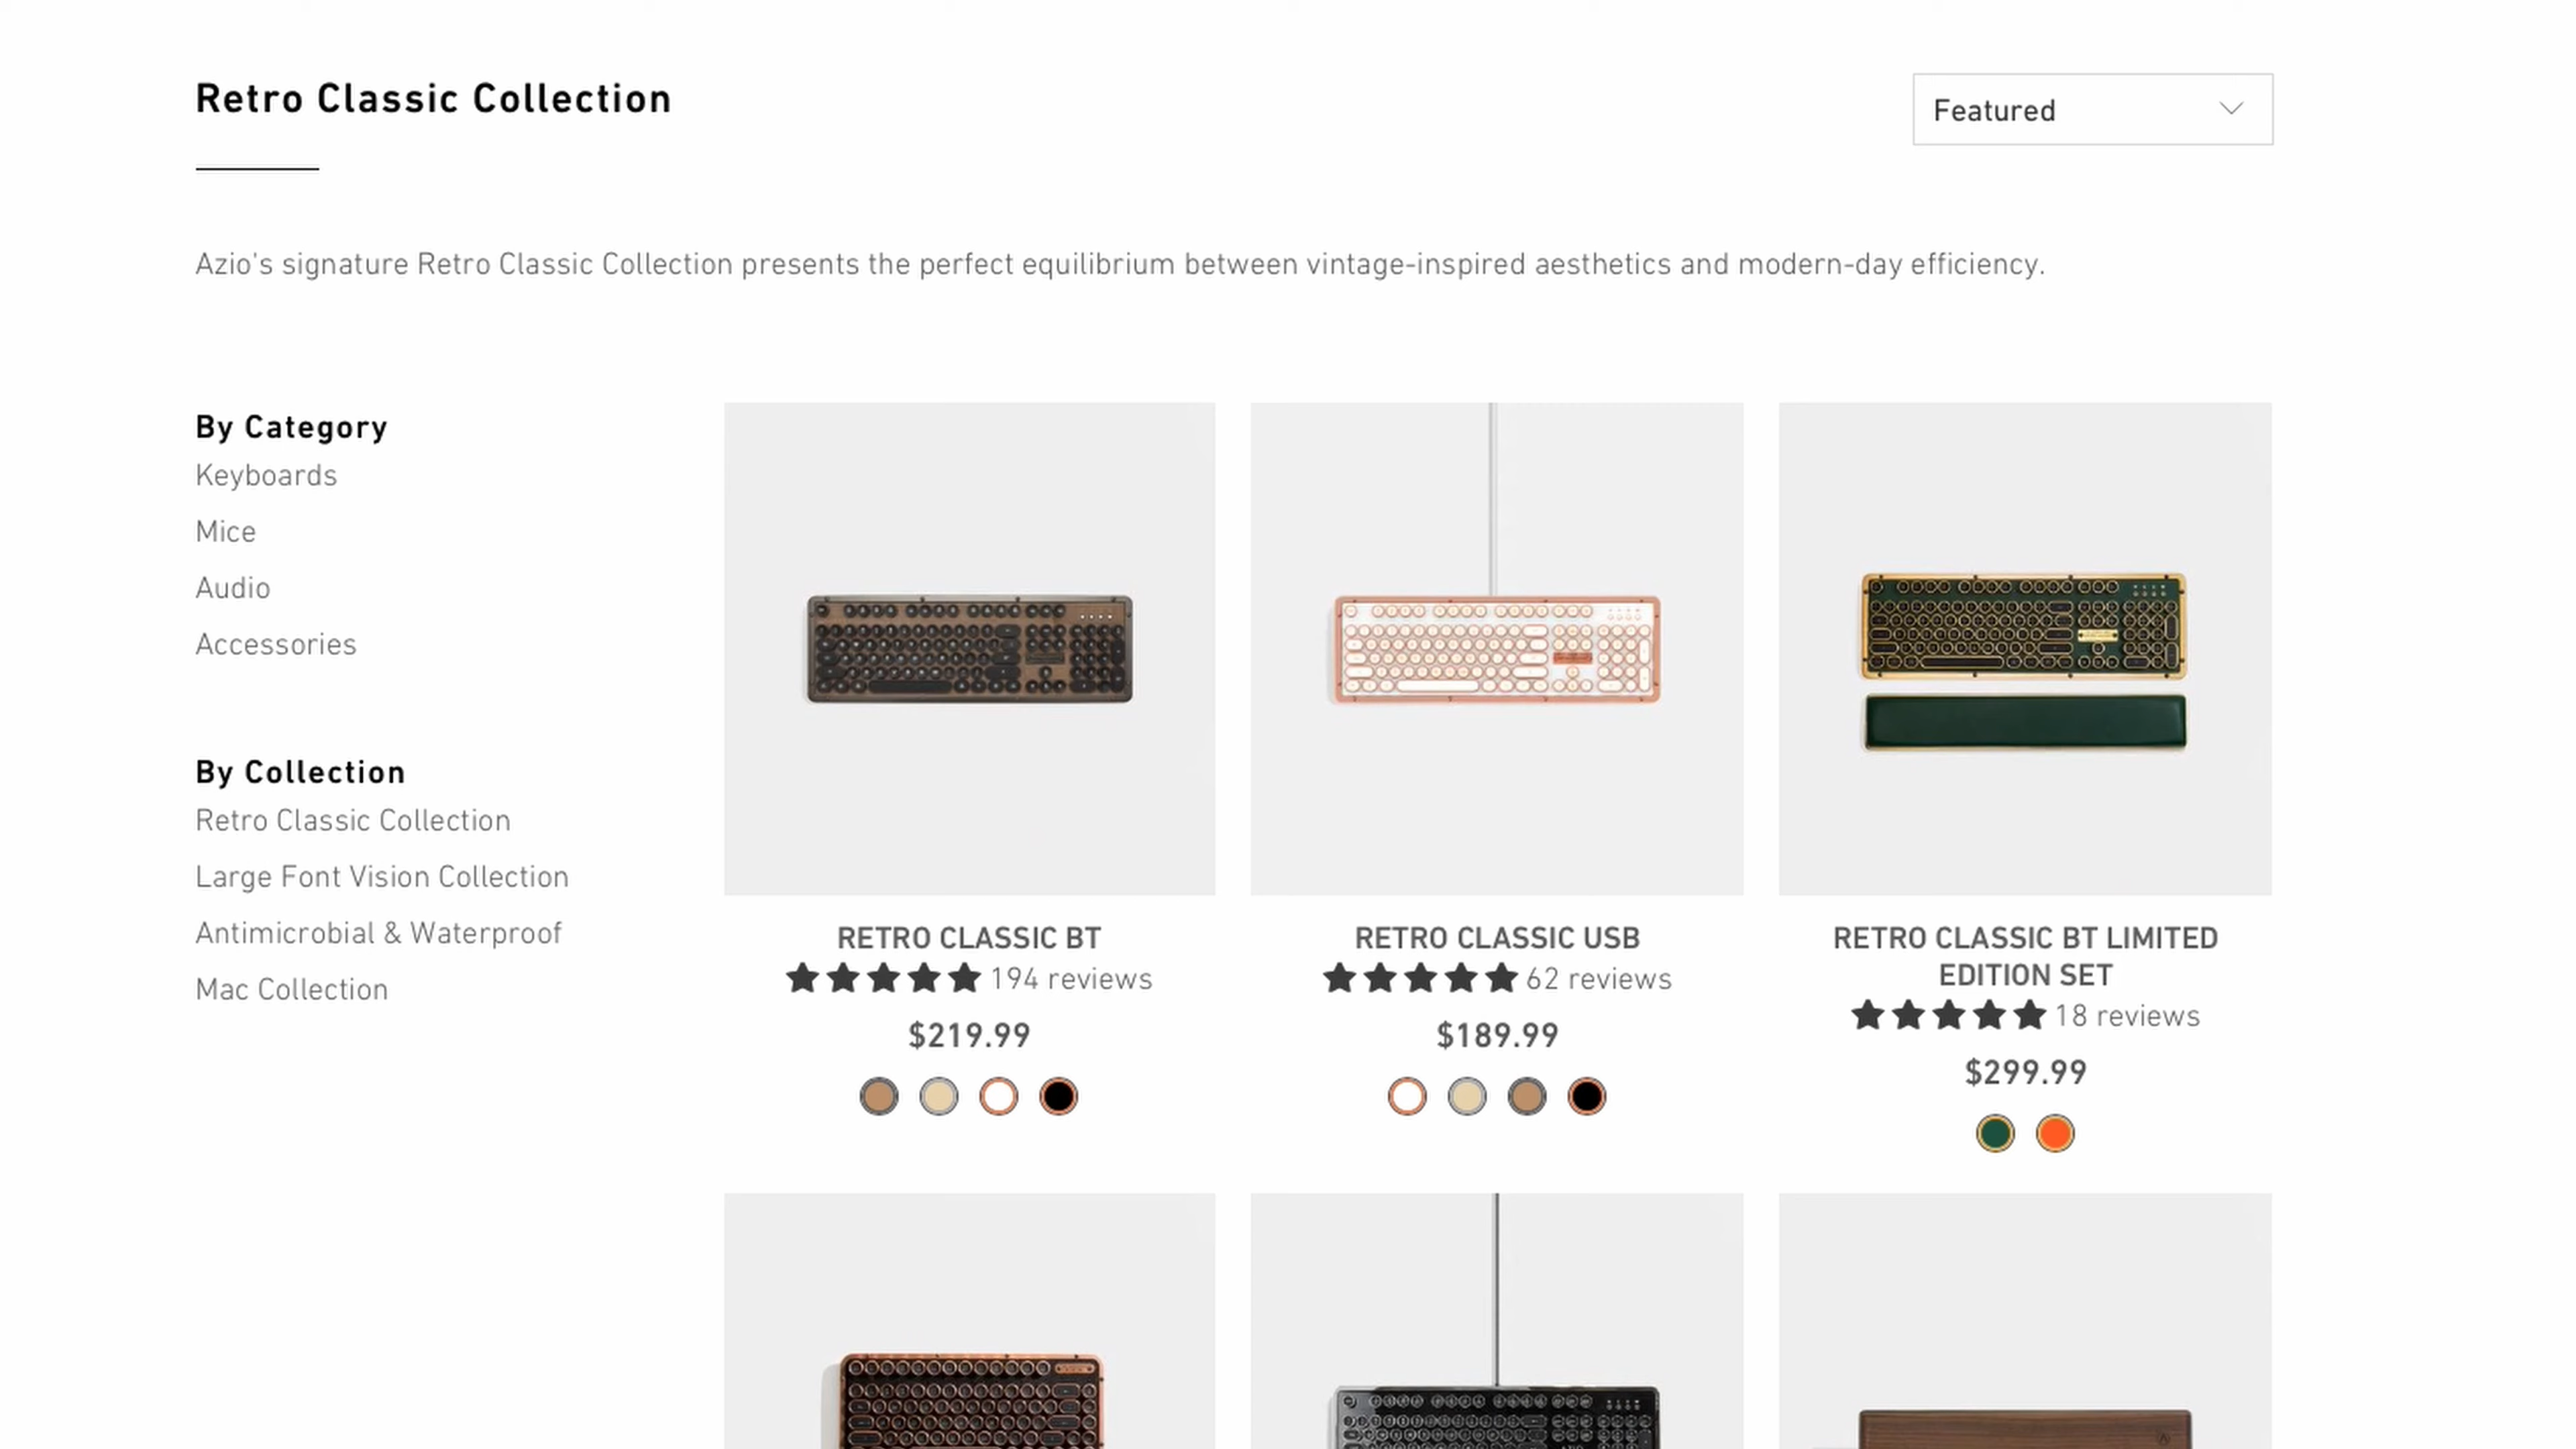 Retro Classic Collection
Featured
Azio's signature Retro Classic Collection presents the perfect equilibrium between vintage-inspired aesthetics and modern-day efficiency.
By Category
Keyboards
Mice
Audio
Accessories
By Collection
Retro Classic Collection
Large Font Vision Collection
Antimicrobial & Waterproof
Mac Collection
RETRO CLASSIC BT
194 reviews
$219.99
RETRO CLASSIC USB
62 reviews
$189.99
RETRO CLASSIC BT LIMITED
EDITION SET
18 reviews
$299.99